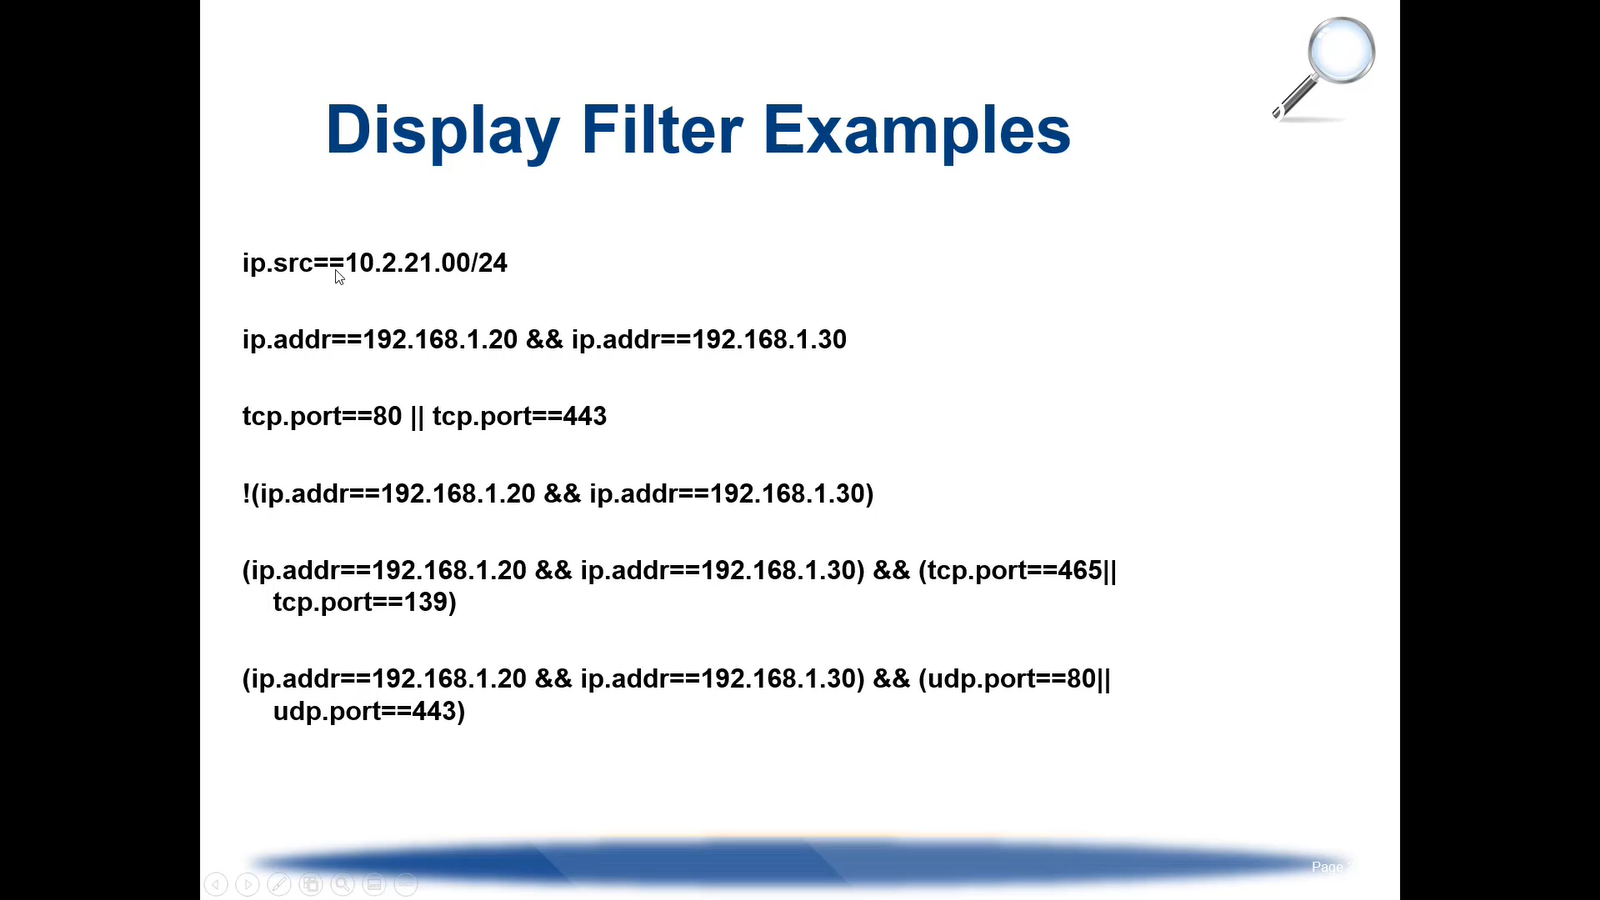 Display Filter Examples
ip.src==10.2.21.00/24
ip.addr==192.168.1.20 && ip.addr==192.168.1.30
tcp.port==80 || tcp.port==443
!(ip.addr==192.168.1.20 && ip.addr==192.168.1.30)
(ip.addr==192.168.1.20 && ip.addr==192.168.1.30) && (tcp.port==465||
tcp.port==139)
(ip.addr==192.168.1.20 && ip.addr==192.168.1.30) && (udp.port==80||
udp.port==443)
Page